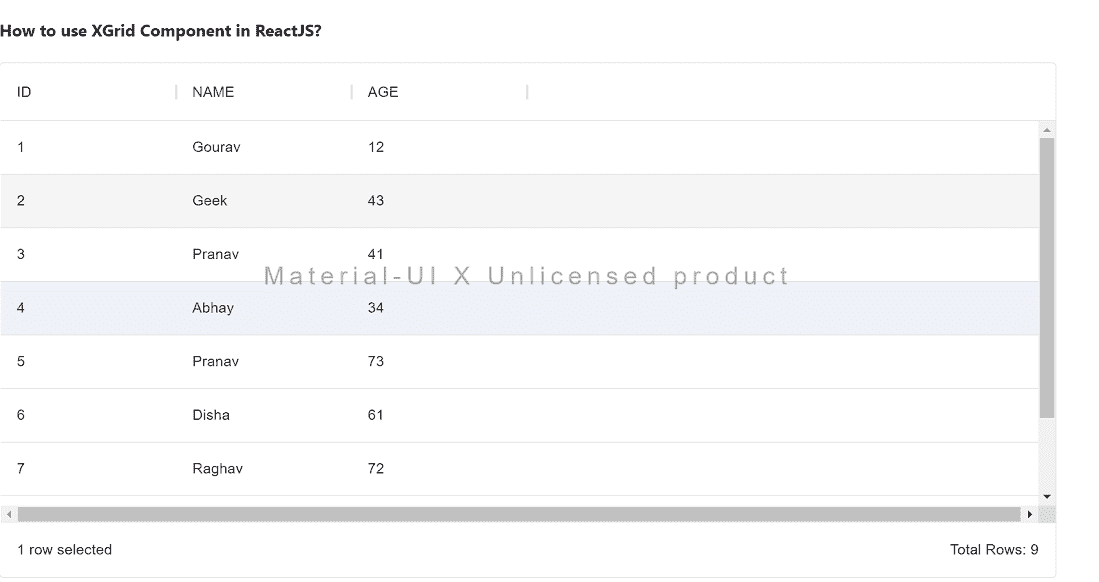 How to use XGrid Component in ReactJS?
ID NAME AGE
1 Gourav 12
2 Geek 43
3 Pranav 41
Material-UI X Unlicensed product
4 Abhay 34
5 Pranav 73
6 Disha 61
7 Raghav 72
1 row selected Total Rows: 9